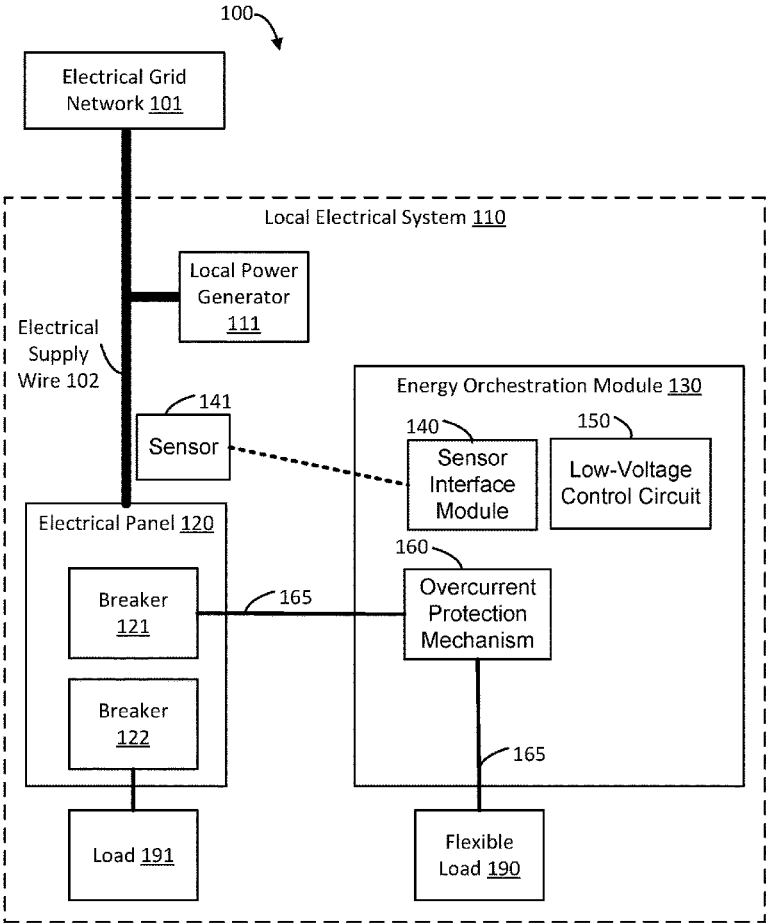 100
Electrical Grid
Network 101
Local Electrical System 110
Local Power
Generator
111
Electrical
Supply
Wire 102
Energy Orchestration Module 130
141
Sensor
140
Sensor
Interface
Module
150
Low-Voltage
Control Circuit
Electrical Panel 120
160
Overcurrent
Protection
Mechanism
Breaker
121
165
Breaker
122
165
Load 191
Flexible
Load 190